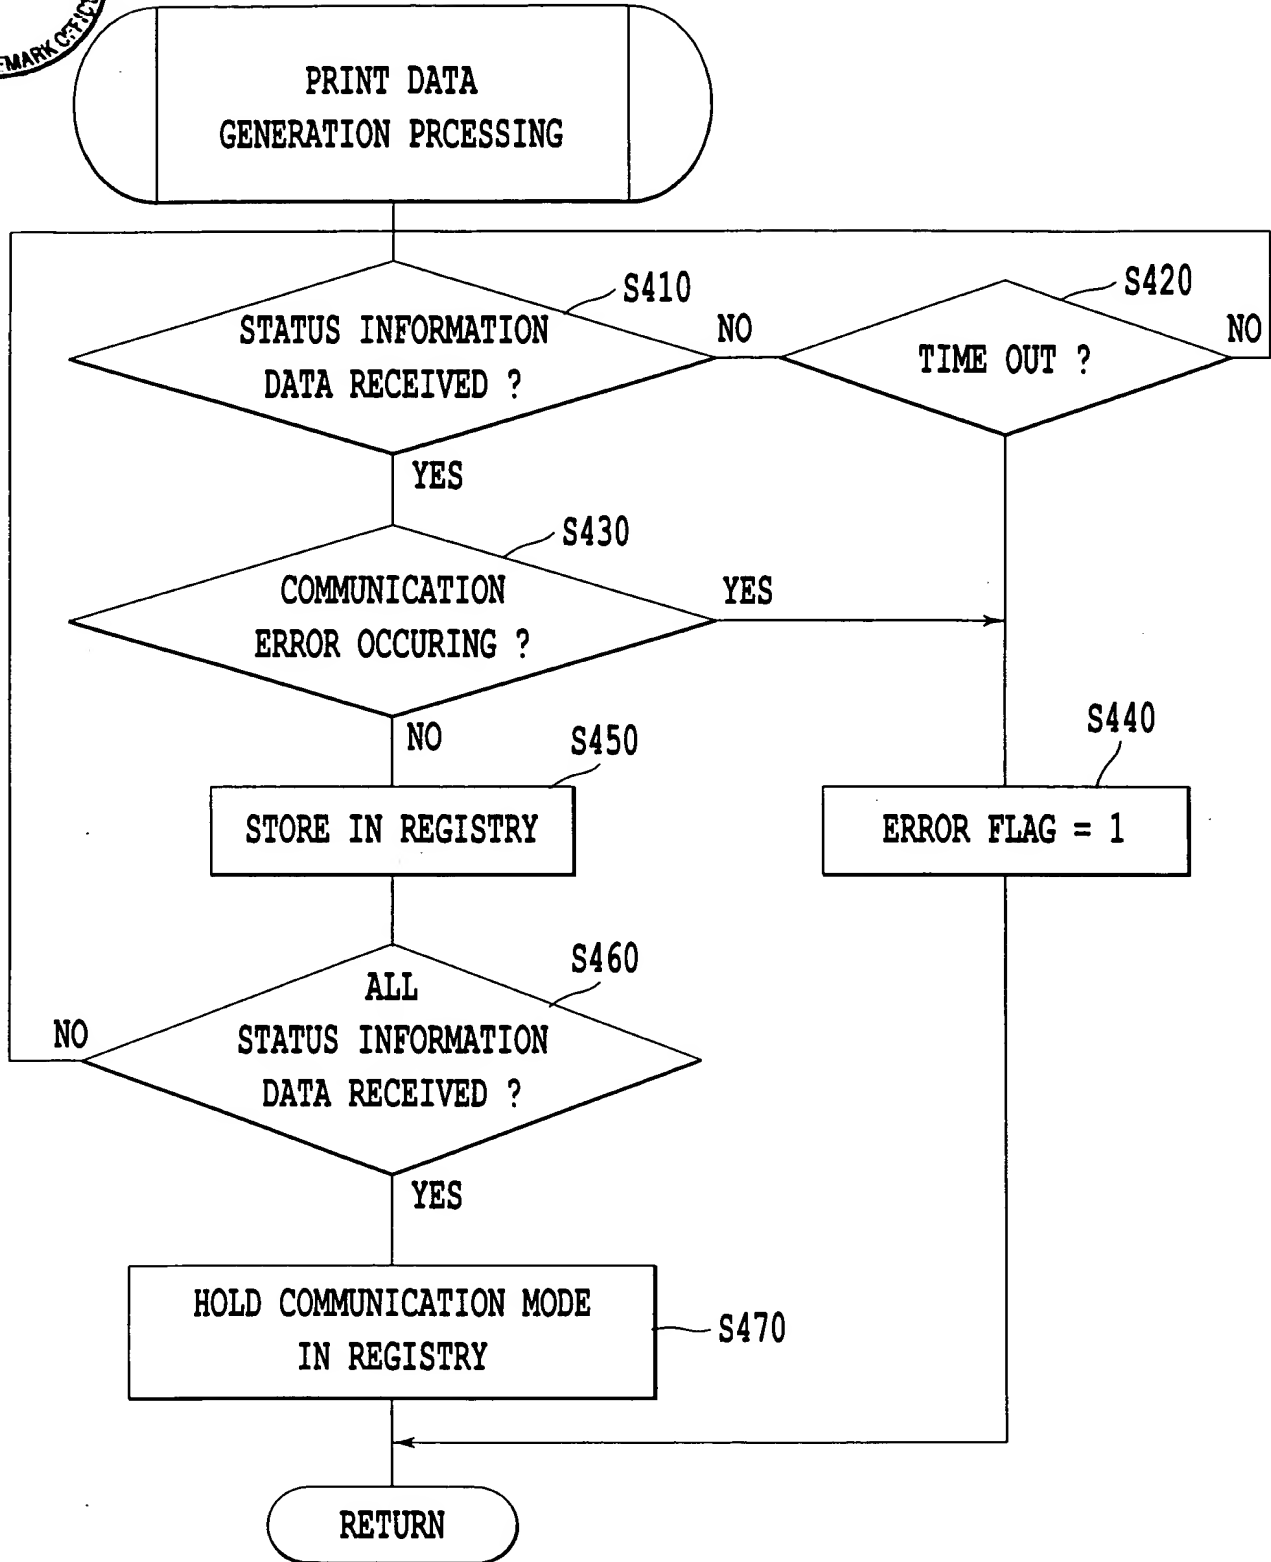 PRINT DATA
GENERATION PRCESSING
S410
STATUS INFORMATION
DATA RECEIVED ?
NO
S420
TIME OUT ?
NO
YES
S430
COMMUNICATION
ERROR OCCURING ?
YES
NO
S450
STORE IN REGISTRY
S440
ERROR FLAG = 1
S460
ALL
STATUS INFORMATION
DATA RECEIVED ?
NO
YES
HOLD COMMUNICATION MODE
IN REGISTRY
S470
RETURN